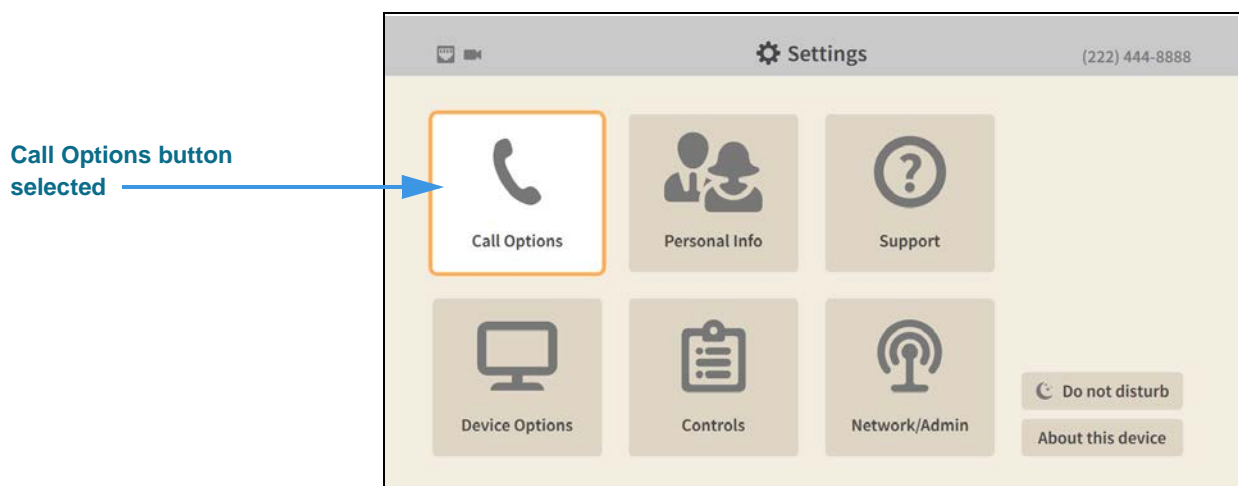 Settings
(222) 444-8888
Call Options button
selected
Call Options
Personal Info
Support
Device Options
Controls
Network/Admin
Do not disturb
About this device